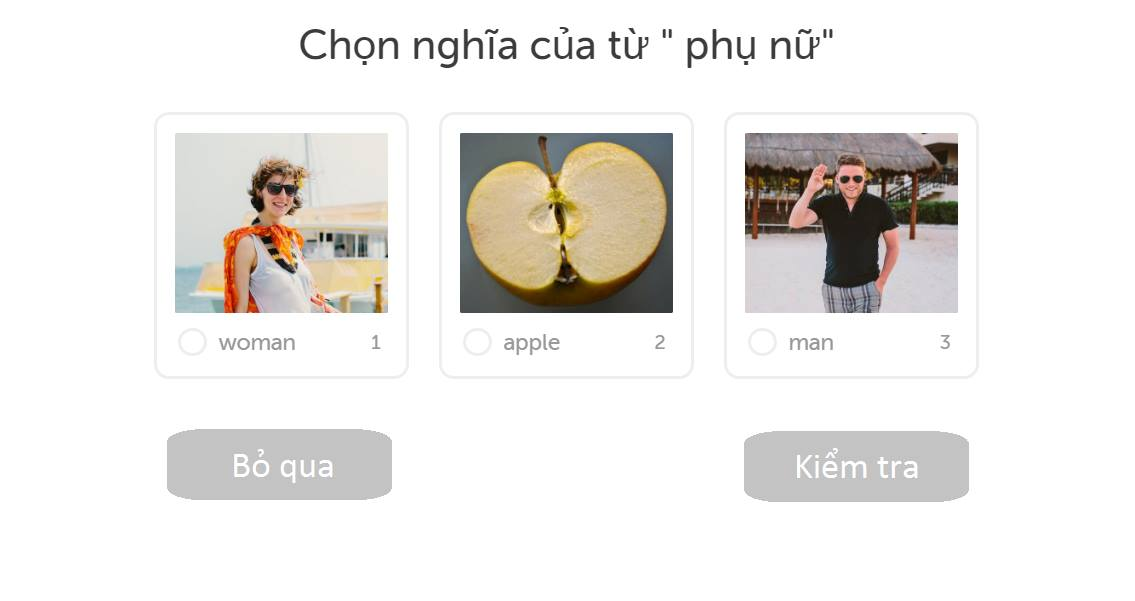 Chọn nghĩa của từ " phụ nữ"
woman 1
apple 2
man 3
Bỏ qua
Kiểm tra